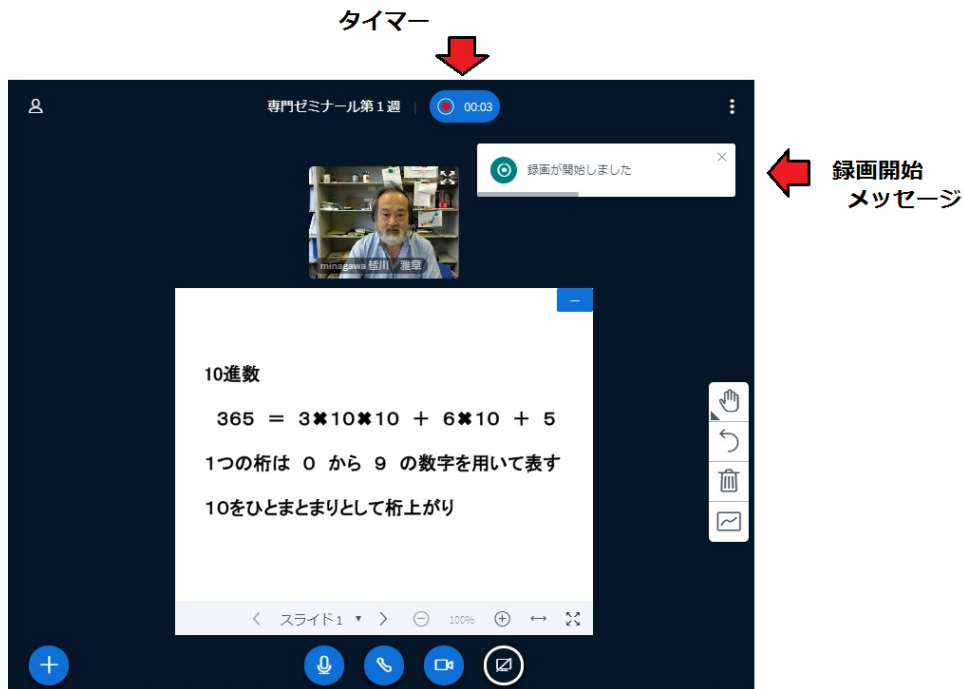 タイマー
専門ゼミナール第１週
00:03
録画が開始しました
録画開始
メッセージ
minagawa 皆川　雅章
10進数
365 ＝ 3✖10✖10 ＋ 6✖10 ＋ 5
1つの桁は 0 から 9 の数字を用いて表す
10をひとまとまりとして桁上がり
スライド 1
100%